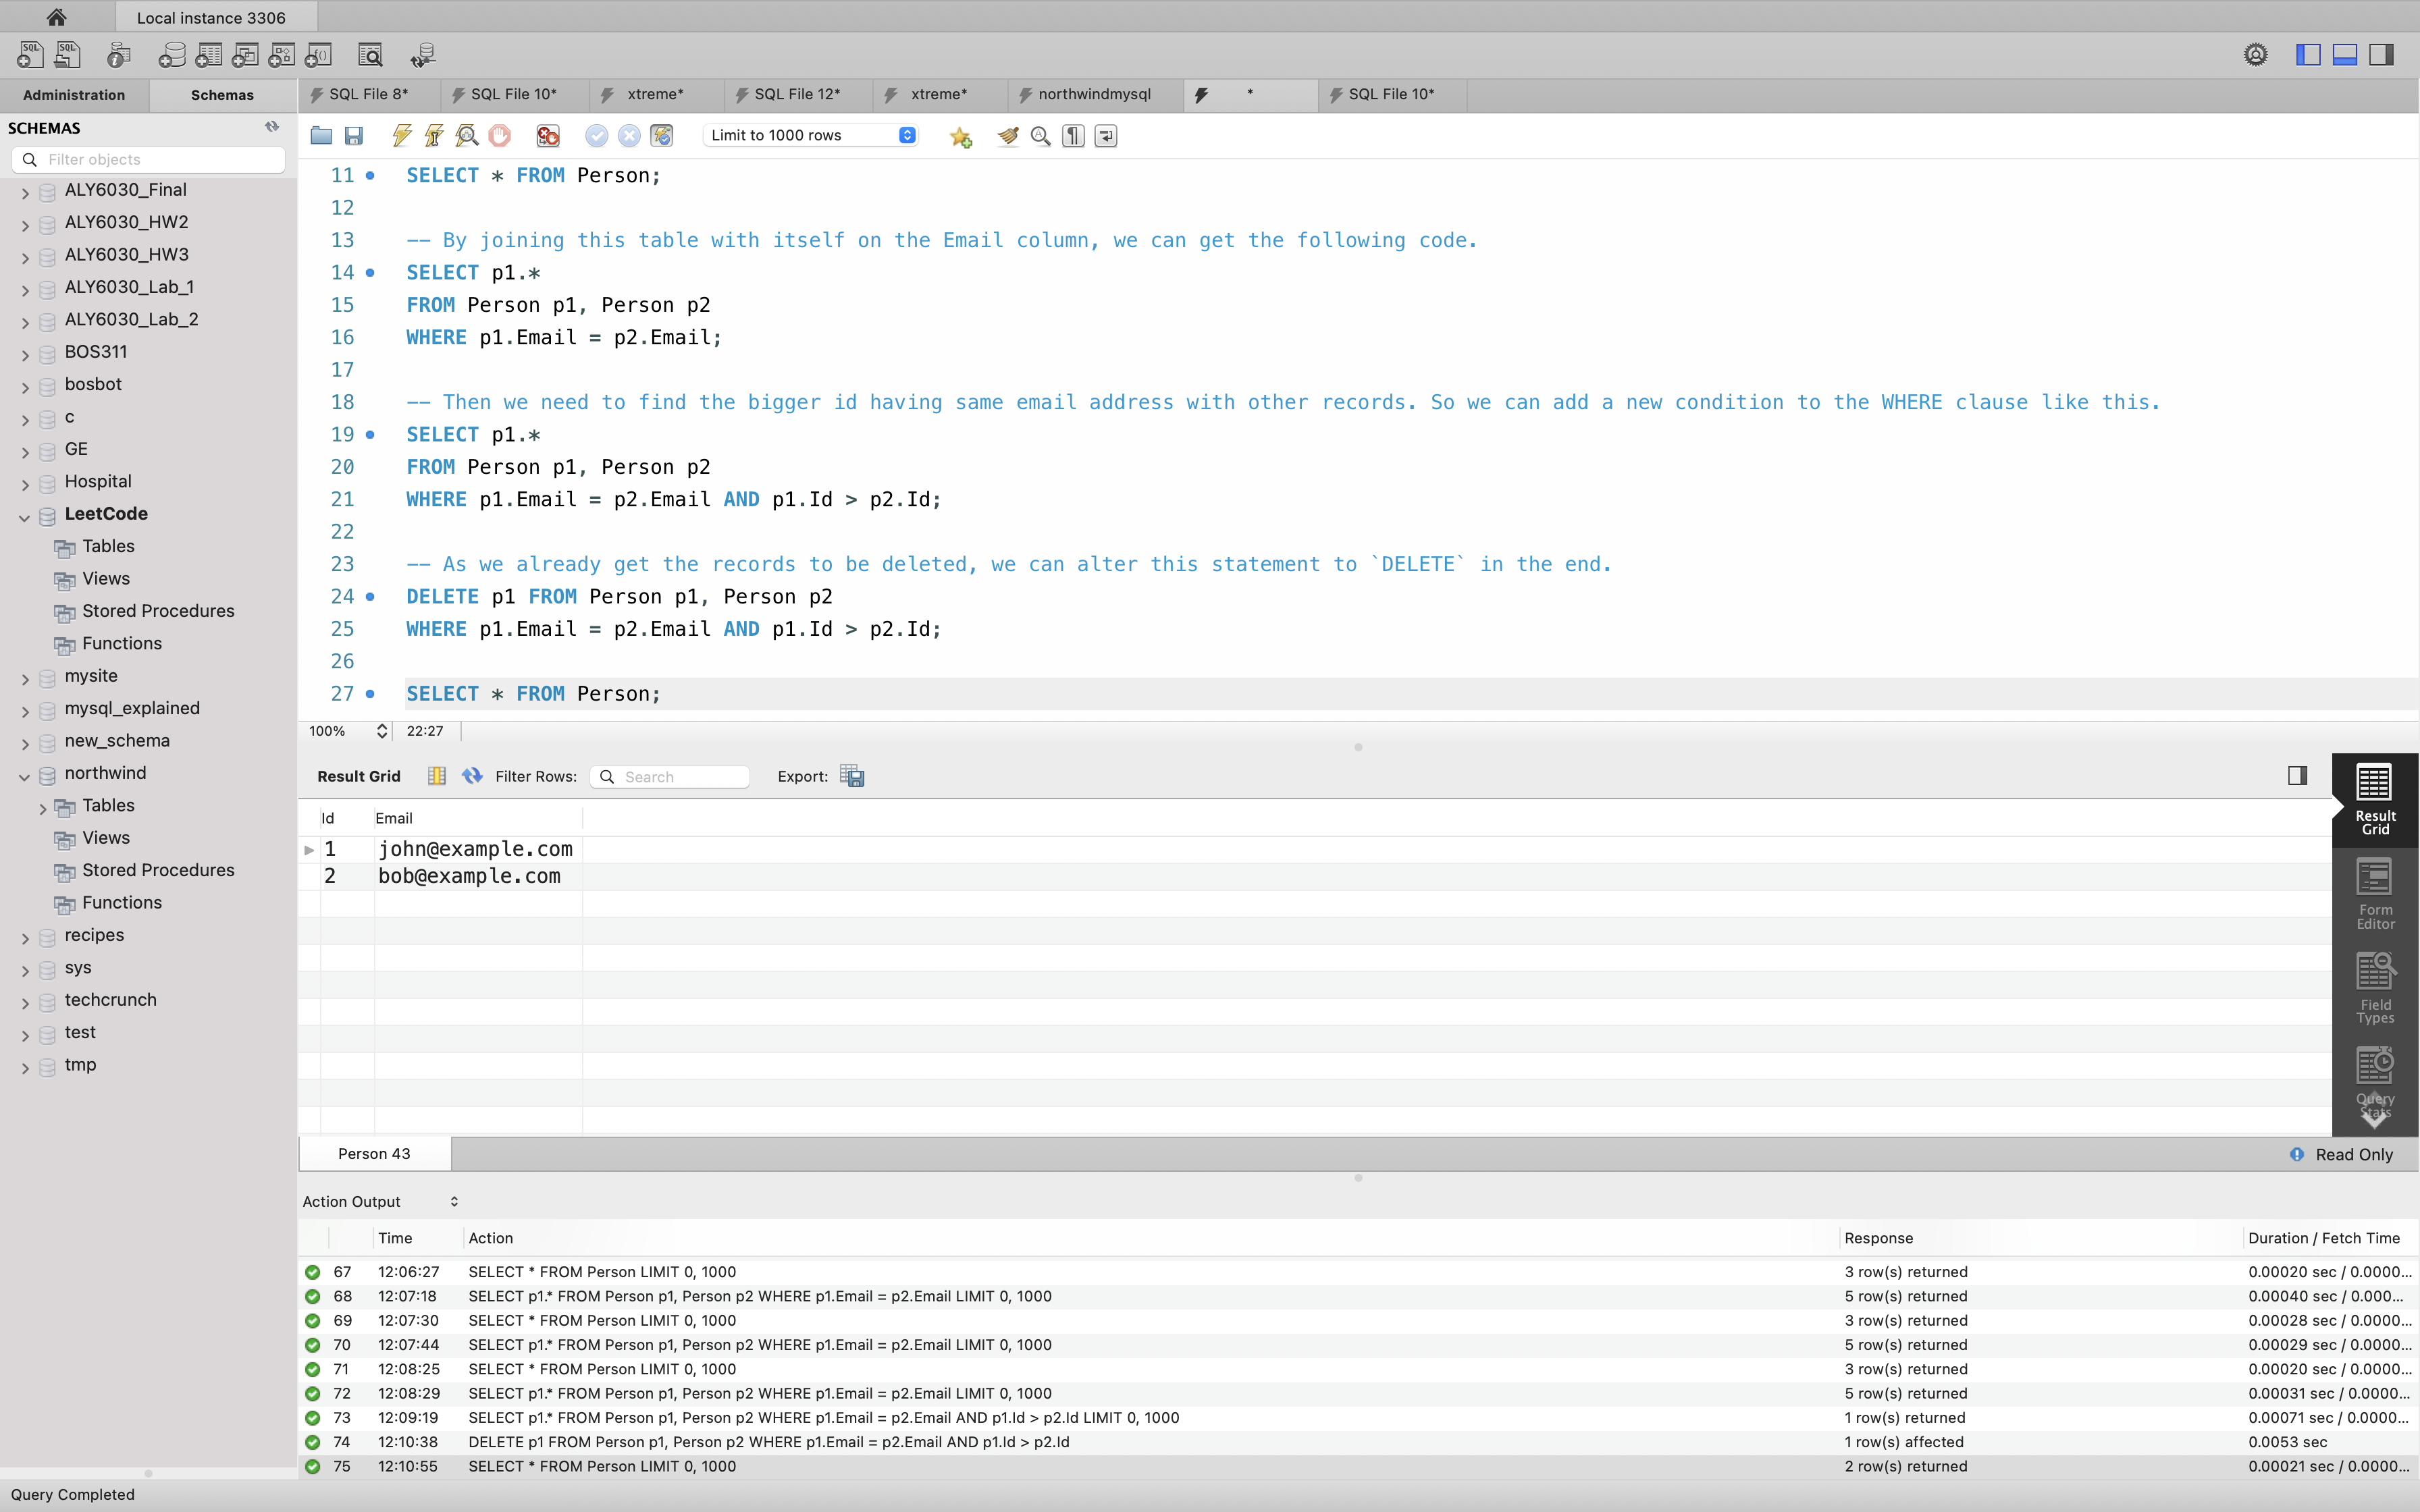 Local instance 3306
SQL
SQL
Administration
Schemas
SQL File 8*
SQL File 10*
xtreme*
SQL File 12*
xtreme*
northwindmysql
*
SQL File 10*
SCHEMAS
Filter objects
ALY6030_Final
ALY6030_HW2
ALY6030_HW3
ALY6030_Lab_1
ALY6030_Lab_2
BOS311
bosbot
c
GE
Hospital
LeetCode
Tables
Views
Stored Procedures
Functions
mysite
mysql_explained
new_schema
northwind
Tables
Views
Stored Procedures
Functions
recipes
sys
techcrunch
test
tmp
Limit to 1000 rows
11 SELECT * FROM Person;
12
13 -- By joining this table with itself on the Email column, we can get the following code.
14 SELECT p1.*
15 FROM Person p1, Person p2
16 WHERE p1.Email = p2.Email;
17
18 -- Then we need to find the bigger id having same email address with other records. So we can add a new condition to the WHERE clause like this.
19 SELECT p1.*
20 FROM Person p1, Person p2
21 WHERE p1.Email = p2.Email AND p1.Id > p2.Id;
22
23 -- As we already get the records to be deleted, we can alter this statement to `DELETE` in the end.
24 DELETE p1 FROM Person p1, Person p2
25 WHERE p1.Email = p2.Email AND p1.Id > p2.Id;
26
27 SELECT * FROM Person;
100% 22:27
Result Grid Filter Rows: Search Export:
Id Email
1 john@example.com
2 bob@example.com
Result
Grid
Form
Editor
Field
Types
Query
Stats
Person 43
Read Only
Action Output
Time Action Response Duration / Fetch Time
67 12:06:27 SELECT * FROM Person LIMIT 0, 1000 3 row(s) returned 0.00020 sec / 0.0000...
68 12:07:18 SELECT p1.* FROM Person p1, Person p2 WHERE p1.Email = p2.Email LIMIT 0, 1000 5 row(s) returned 0.00040 sec / 0.000...
69 12:07:30 SELECT * FROM Person LIMIT 0, 1000 3 row(s) returned 0.00028 sec / 0.0000...
70 12:07:44 SELECT p1.* FROM Person p1, Person p2 WHERE p1.Email = p2.Email LIMIT 0, 1000 5 row(s) returned 0.00029 sec / 0.0000...
71 12:08:25 SELECT * FROM Person LIMIT 0, 1000 3 row(s) returned 0.00020 sec / 0.0000...
72 12:08:29 SELECT p1.* FROM Person p1, Person p2 WHERE p1.Email = p2.Email LIMIT 0, 1000 5 row(s) returned 0.00031 sec / 0.0000...
73 12:09:19 SELECT p1.* FROM Person p1, Person p2 WHERE p1.Email = p2.Email AND p1.Id > p2.Id LIMIT 0, 1000 1 row(s) returned 0.00071 sec / 0.0000...
74 12:10:38 DELETE p1 FROM Person p1, Person p2 WHERE p1.Email = p2.Email AND p1.Id > p2.Id 1 row(s) affected 0.0053 sec
75 12:10:55 SELECT * FROM Person LIMIT 0, 1000 2 row(s) returned 0.00021 sec / 0.0000...
Query Completed